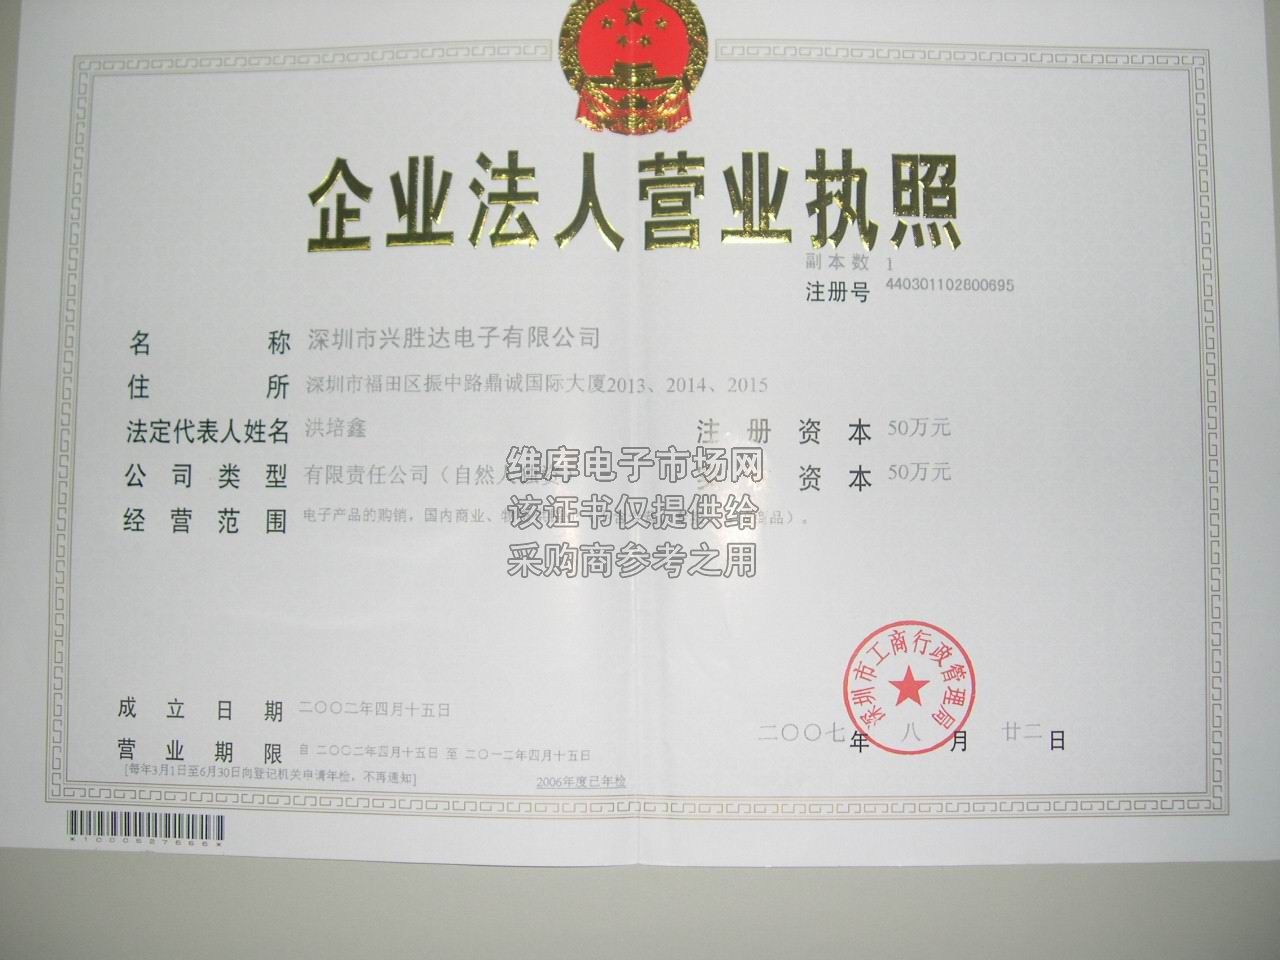 企业法人营业执照
副本数 1
注册号 440301102800695
名称 深圳市兴胜达电子有限公司
住所 深圳市福田区振中路鼎诚国际大厦2013、2014、2015
法定代表人姓名 洪培鑫 注册资本 50万元
公司类型 有限责任公司（自然人 资本 50万元
经营范围 电子产品的购销，国内商业、物 商品）。
维库电子市场网
该证书仅提供给
采购商参考之用
深圳市工商行政管理局
成立日期 二〇〇二年四月十五日
二〇〇七年八月廿二日
营业期限 自 二〇〇二年四月十五日 至 二〇一二年四月十五日
[每年3月1日至6月30日向登记机关申请年检，不再通知] 2006年度已年检
*1000527666*